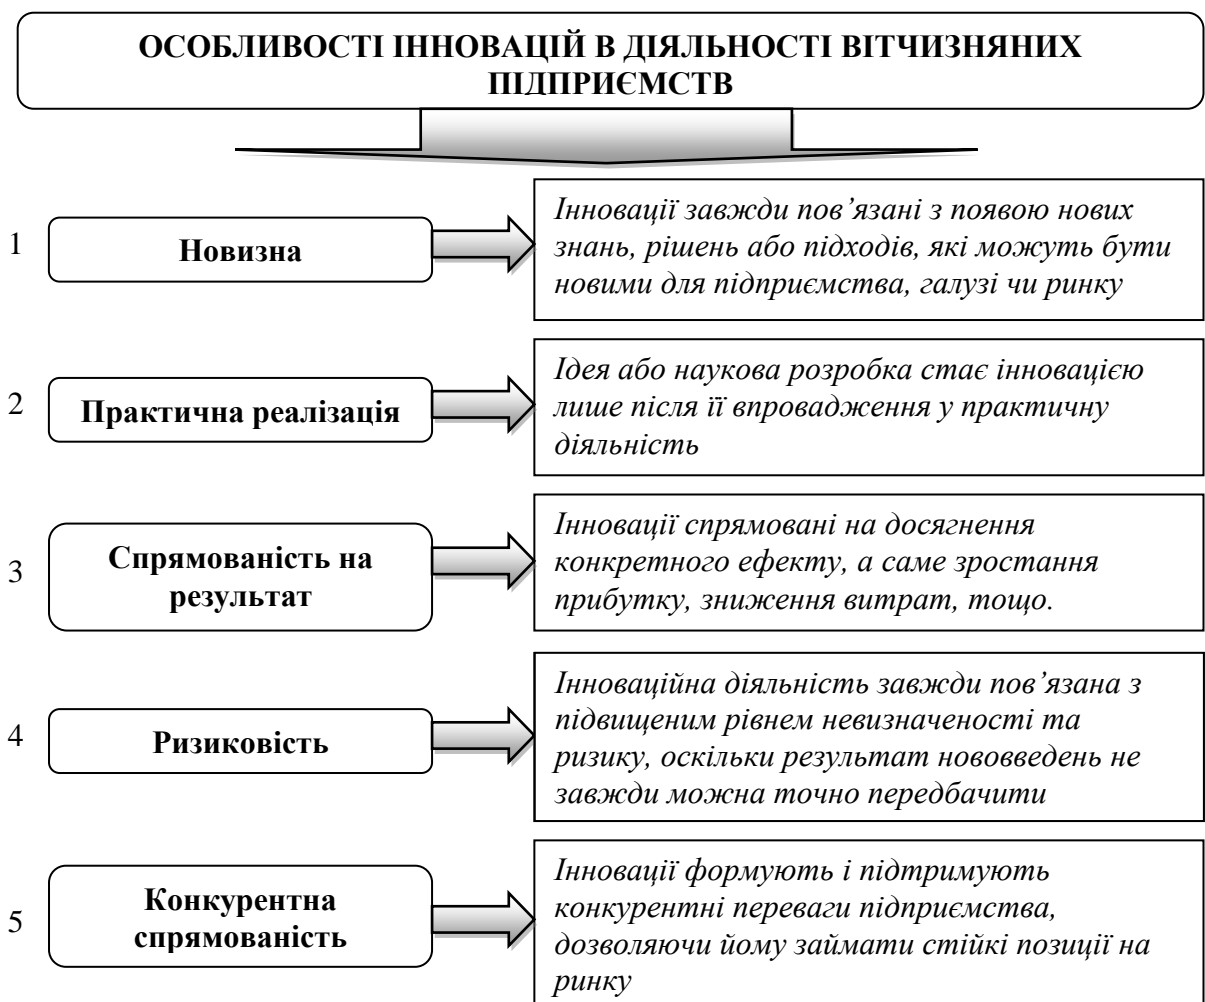 ОСОБЛИВОСТІ ІННОВАЦІЙ В ДІЯЛЬНОСТІ ВІТЧИЗНЯНИХ
ПІДПРИЄМСТВ
1
Новизна
Інновації завжди пов’язані з появою нових
знань, рішень або підходів, які можуть бути
новими для підприємства, галузі чи ринку
2
Практична реалізація
Ідея або наукова розробка стає інновацією
лише після її впровадження у практичну
діяльність
3
Спрямованість на
результат
Інновації спрямовані на досягнення
конкретного ефекту, а саме зростання
прибутку, зниження витрат, тощо.
4
Ризиковість
Інноваційна діяльність завжди пов’язана з
підвищеним рівнем невизначеності та
ризику, оскільки результат нововведень не
завжди можна точно передбачити
5
Конкурентна
спрямованість
Інновації формують і підтримують
конкурентні переваги підприємства,
дозволяючи йому займати стійкі позиції на
ринку